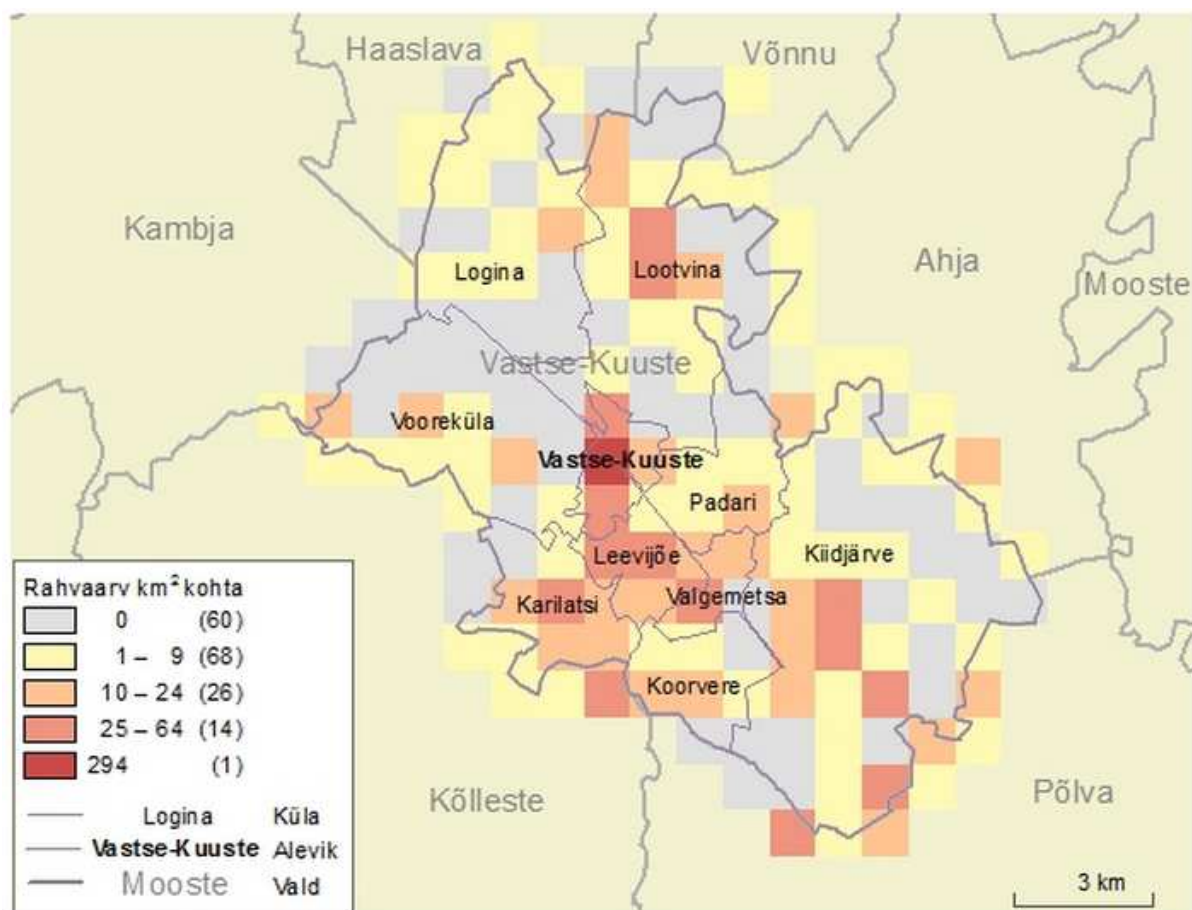 Haaslava
Võnnu
Kambja
Ahja
Logina
Lootvina
Mooste
Vastse-Kuuste
Vooreküla
Vastse-Kuuste
Padari
Leevijõe
Kiidjärve
Karilatsi
Valgemetsa
Koorvere
Kõlleste
Põlva
Rahvaarv km² kohta
0 (60)
1 – 9 (68)
10 – 24 (26)
25 – 64 (14)
294 (1)
Logina Küla
Vastse-Kuuste Alevik
Mooste Vald
3 km